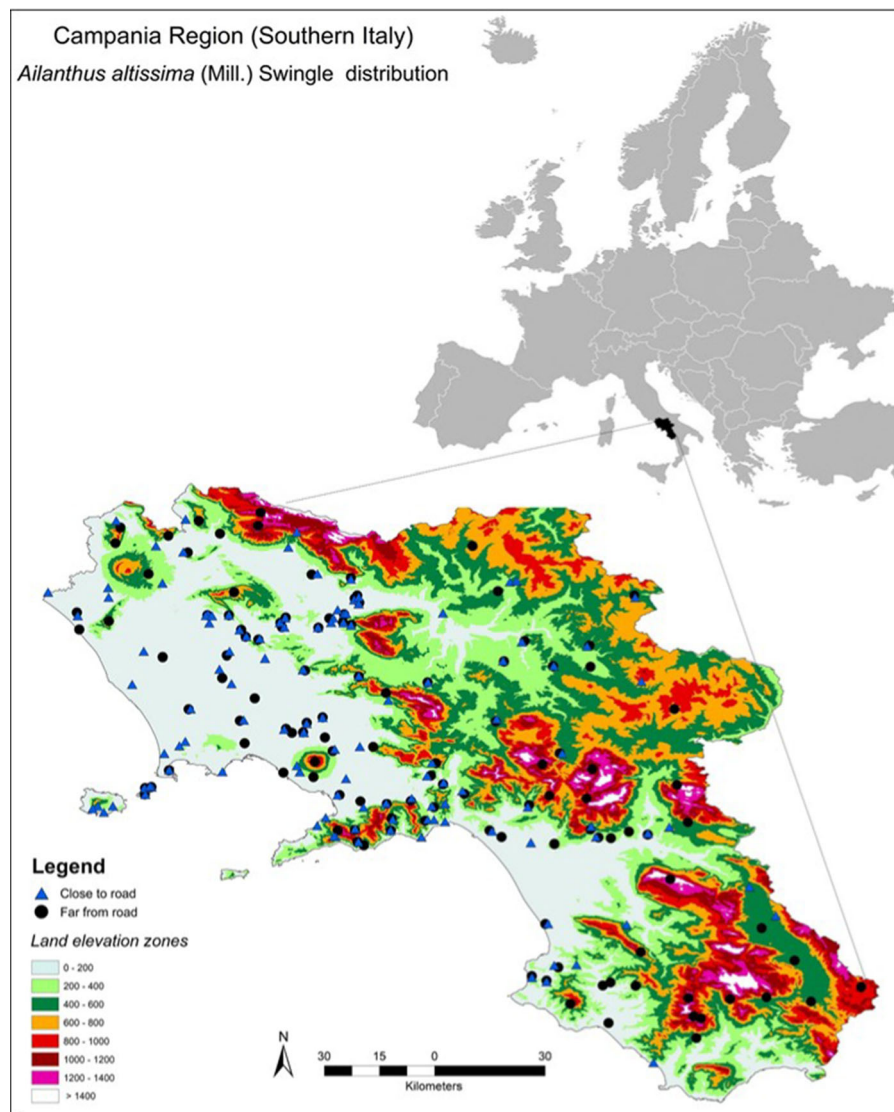 Campania Region (Southern Italy)
Ailanthus altissima (Mill.) Swingle distribution
Legend
Close to road
Far from road
Land elevation zones
0 - 200
200 - 400
400 - 600
600 - 800
800 - 1000
1000 - 1200
1200 - 1400
> 1400
N
30 15 0 30
Kilometers